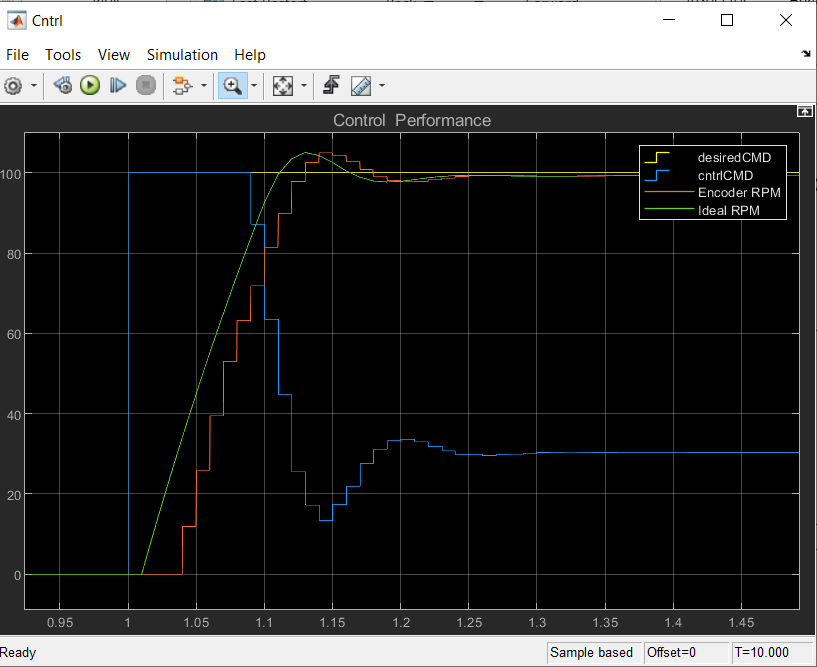 Cntrl
File Tools View Simulation Help
Control Performance
desiredCMD
cntrlCMD
Encoder RPM
Ideal RPM
100
80
60
40
20
0
0.95 1 1.05 1.1 1.15 1.2 1.25 1.3 1.35 1.4 1.45
Ready Sample based Offset=0 T=10.000